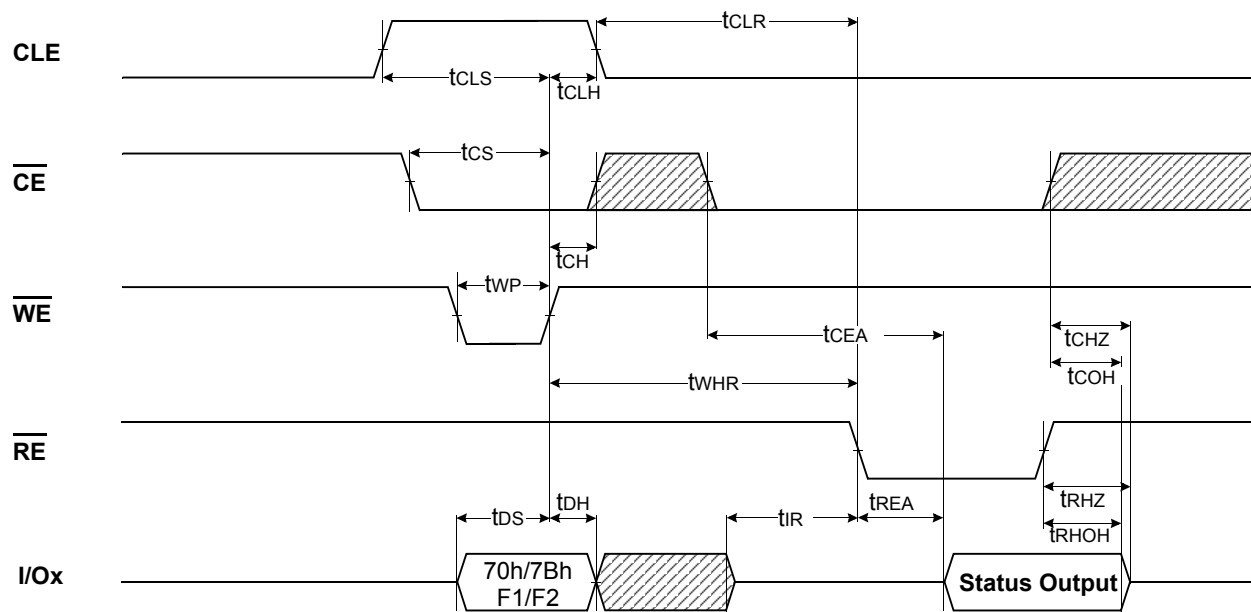 CLE
tCLR
tCLS
tCLH
CE
tCS
tCH
WE
tWP
tCEA
tCHZ
tCOH
tWHR
RE
tRHZ
tRHOH
tDS
tDH
tIR
tREA
I/Ox
70h/7Bh
F1/F2
Status Output